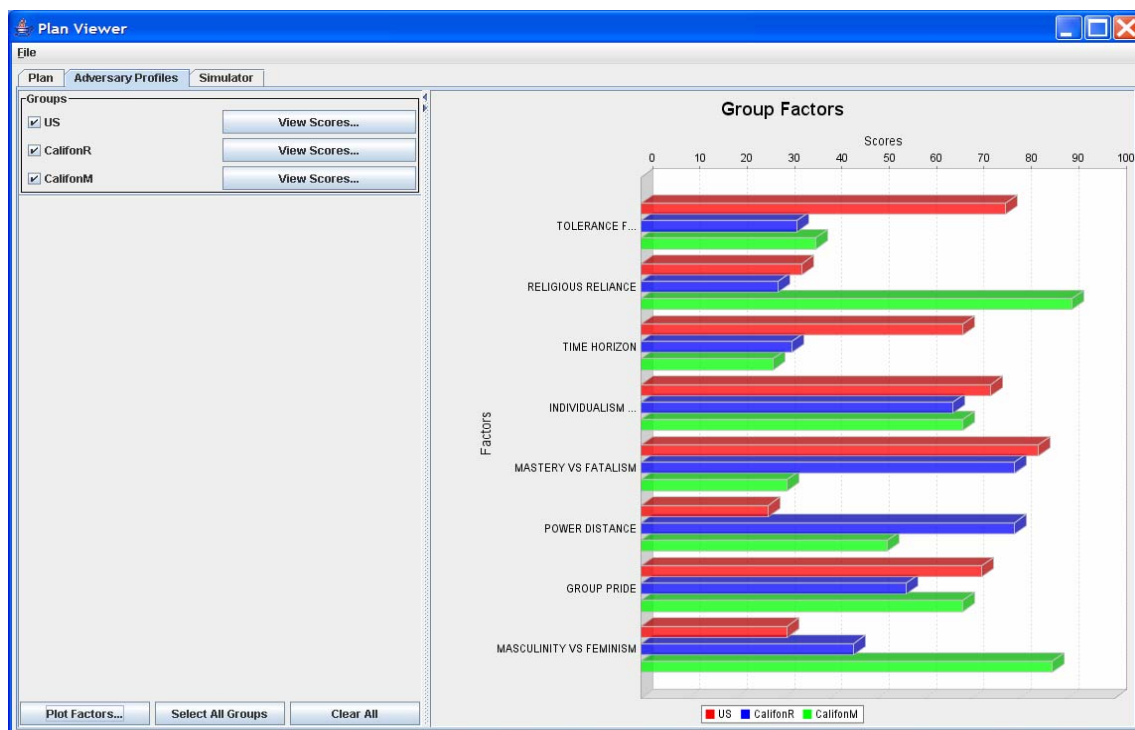 Plan Viewer
File
Plan Adversary Profiles Simulator
Groups
US View Scores...
CalifonR View Scores...
CalifonM View Scores...
Plot Factors... Select All Groups Clear All
Group Factors
Scores
0 10 20 30 40 50 60 70 80 90 100
Factors
TOLERANCE F...
RELIGIOUS RELIANCE
TIME HORIZON
INDIVIDUALISM ...
MASTERY VS FATALISM
POWER DISTANCE
GROUP PRIDE
MASCULINITY VS FEMINISM
US CalifonR CalifonM